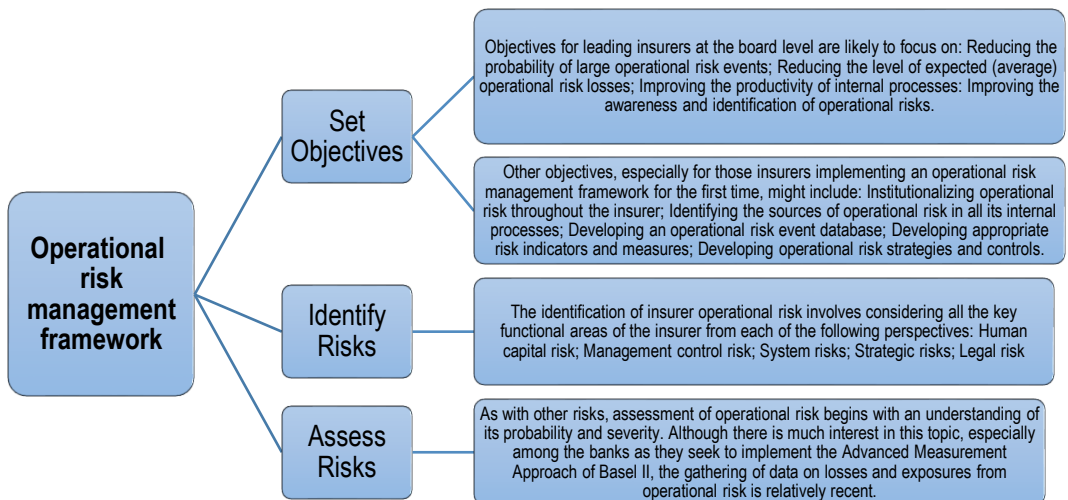 Operational
risk
management
framework
Set
Objectives
Objectives for leading insurers at the board level are likely to focus on: Reducing the
probability of large operational risk events; Reducing the level of expected (average)
operational risk losses; Improving the productivity of internal processes: Improving the
awareness and identification of operational risks.
Other objectives, especially for those insurers implementing an operational risk
management framework for the first time, might include: Institutionalizing operational
risk throughout the insurer; Identifying the sources of operational risk in all its internal
processes; Developing an operational risk event database; Developing appropriate
risk indicators and measures; Developing operational risk strategies and controls.
Identify
Risks
The identification of insurer operational risk involves considering all the key
functional areas of the insurer from each of the following perspectives: Human
capital risk; Management control risk; System risks; Strategic risks; Legal risk
Assess
Risks
As with other risks, assessment of operational risk begins with an understanding of
its probability and severity. Although there is much interest in this topic, especially
among the banks as they seek to implement the Advanced Measurement
Approach of Basel II, the gathering of data on losses and exposures from
operational risk is relatively recent.